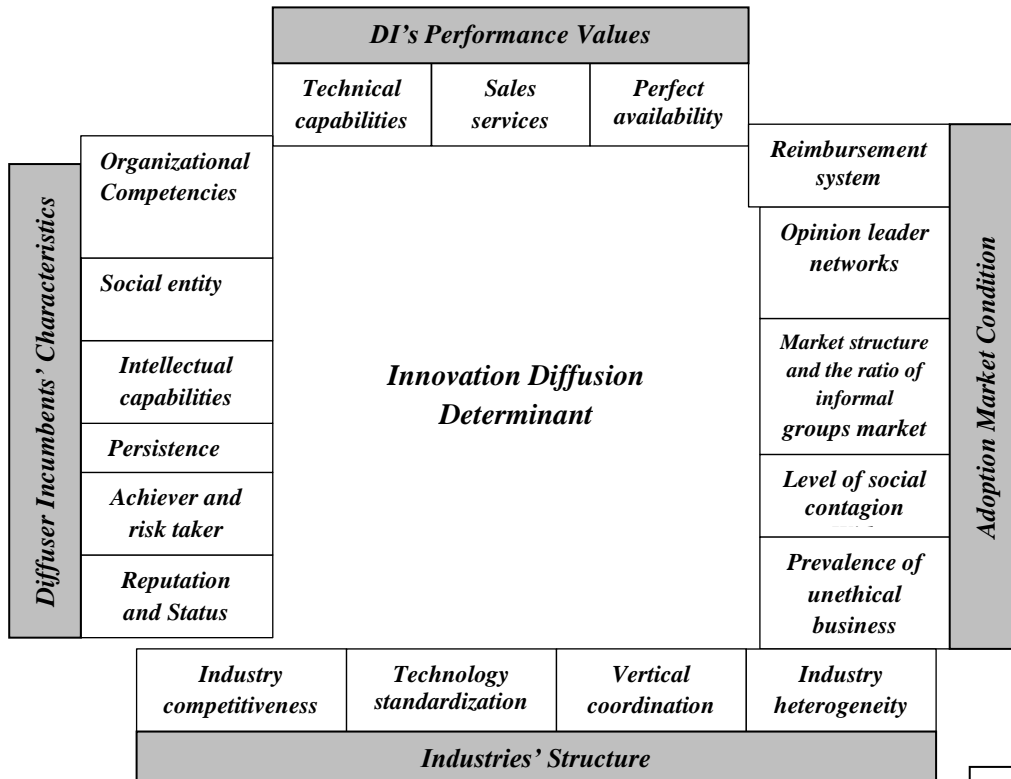 DI's Performance Values
Technical
capabilities
Sales
services
Perfect
availability
Diffuser Incumbents' Characteristics
Organizational
Competencies
Social entity
Intellectual
capabilities
Persistence
Achiever and
risk taker
Reputation
and Status
Innovation Diffusion
Determinant
Reimbursement
system
Opinion leader
networks
Market structure
and the ratio of
informal
groups market
Level of social
contagion
Prevalence of
unethical
business
Adoption Market Condition
Industry
competitiveness
Technology
standardization
Vertical
coordination
Industry
heterogeneity
Industries' Structure